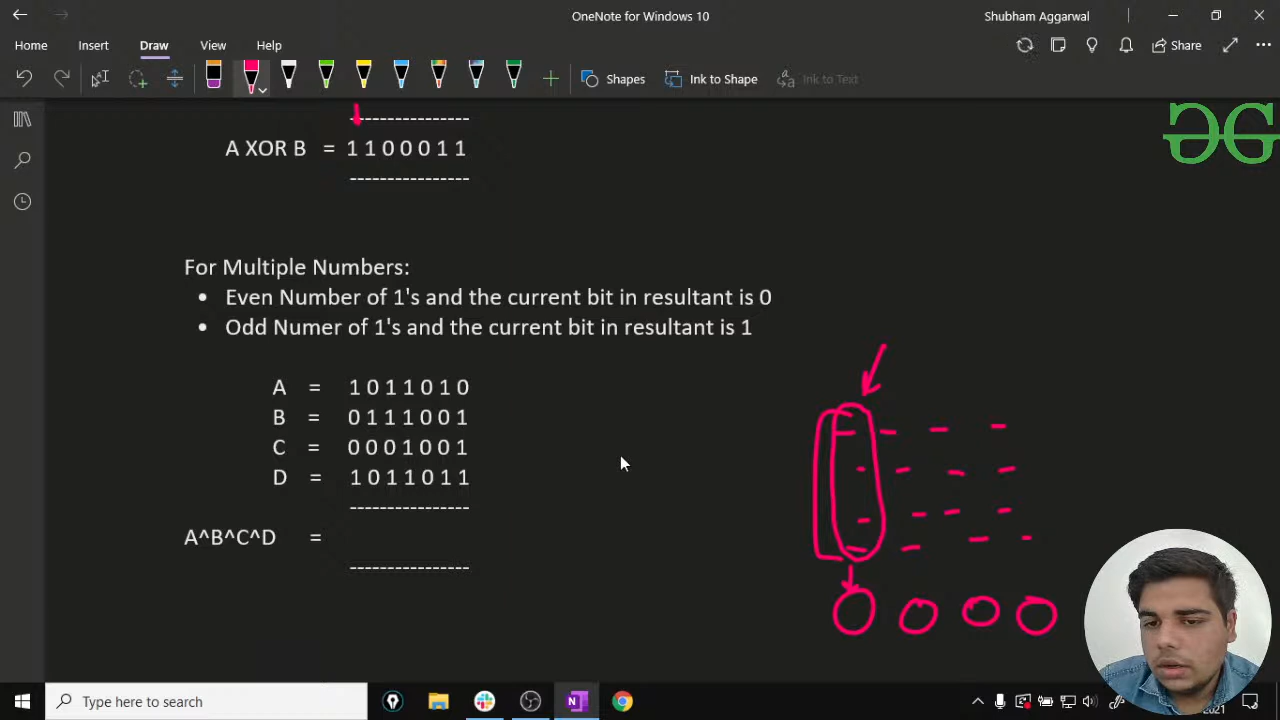 OneNote for Windows 10
Shubham Aggarwal
Home Insert Draw View Help
Share
Shapes Ink to Shape Ink to Text
----------------
A XOR B = 1 1 0 0 0 1 1
----------------
For Multiple Numbers:
• Even Number of 1's and the current bit in resultant is 0
• Odd Numer of 1's and the current bit in resultant is 1
A = 1 0 1 1 0 1 0
B = 0 1 1 1 0 0 1
C = 0 0 0 1 0 0 1
D = 1 0 1 1 0 1 1
----------------
A^B^C^D =
----------------
Type here to search
2021